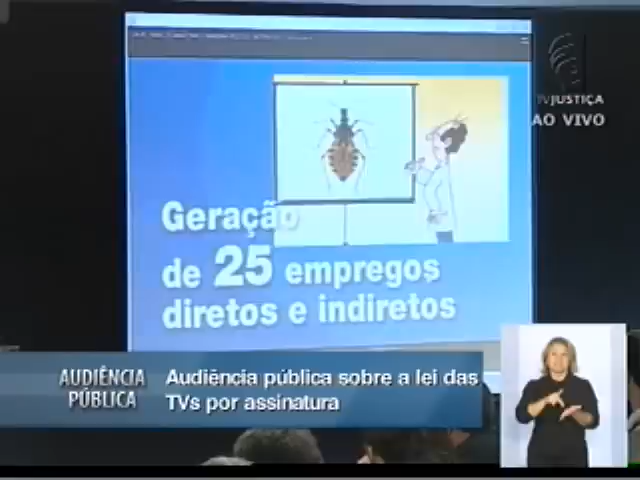 TVJUSTIÇA
AO VIVO
Geração
de 25 empregos
diretos e indiretos
AUDIÊNCIA
PÚBLICA
Audiência pública sobre a lei das
TVs por assinatura